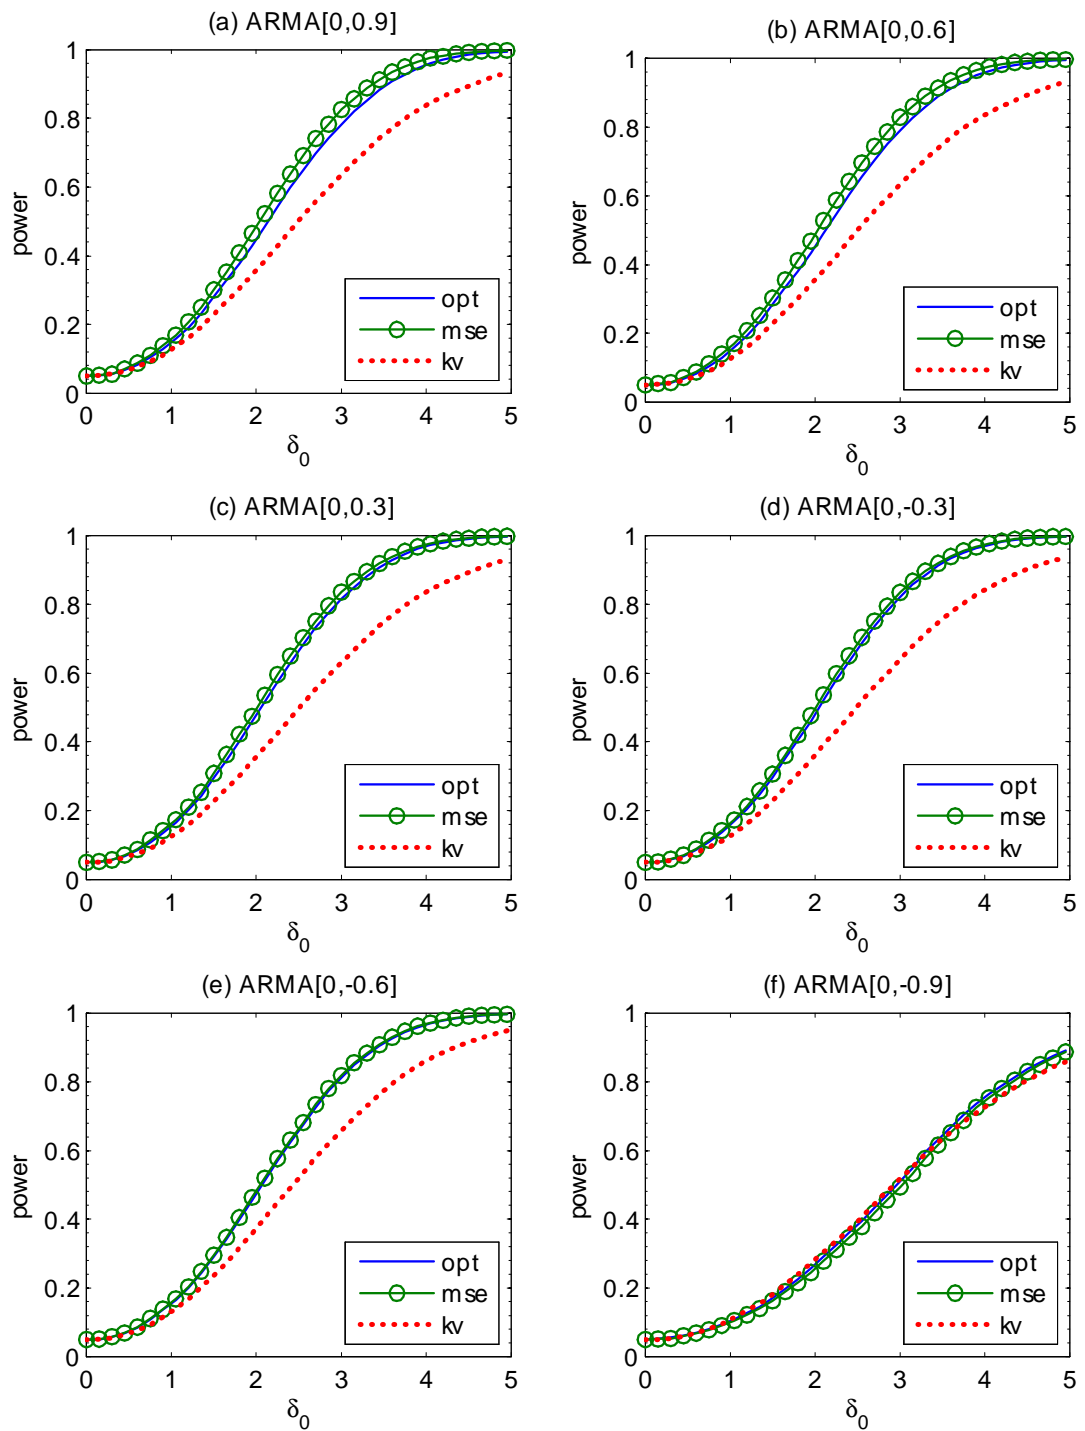 (a) ARMA[0,0.9]
1
0.8
0.6
0.4
0.2
0
power
opt
mse
kv
0 1 2 3 4 5
δ0
(b) ARMA[0,0.6]
1
0.8
0.6
0.4
0.2
0
power
opt
mse
kv
0 1 2 3 4 5
δ0
(c) ARMA[0,0.3]
1
0.8
0.6
0.4
0.2
0
power
opt
mse
kv
0 1 2 3 4 5
δ0
(d) ARMA[0,-0.3]
1
0.8
0.6
0.4
0.2
0
power
opt
mse
kv
0 1 2 3 4 5
δ0
(e) ARMA[0,-0.6]
1
0.8
0.6
0.4
0.2
0
power
opt
mse
kv
0 1 2 3 4 5
δ0
(f) ARMA[0,-0.9]
1
0.8
0.6
0.4
0.2
0
power
opt
mse
kv
0 1 2 3 4 5
δ0